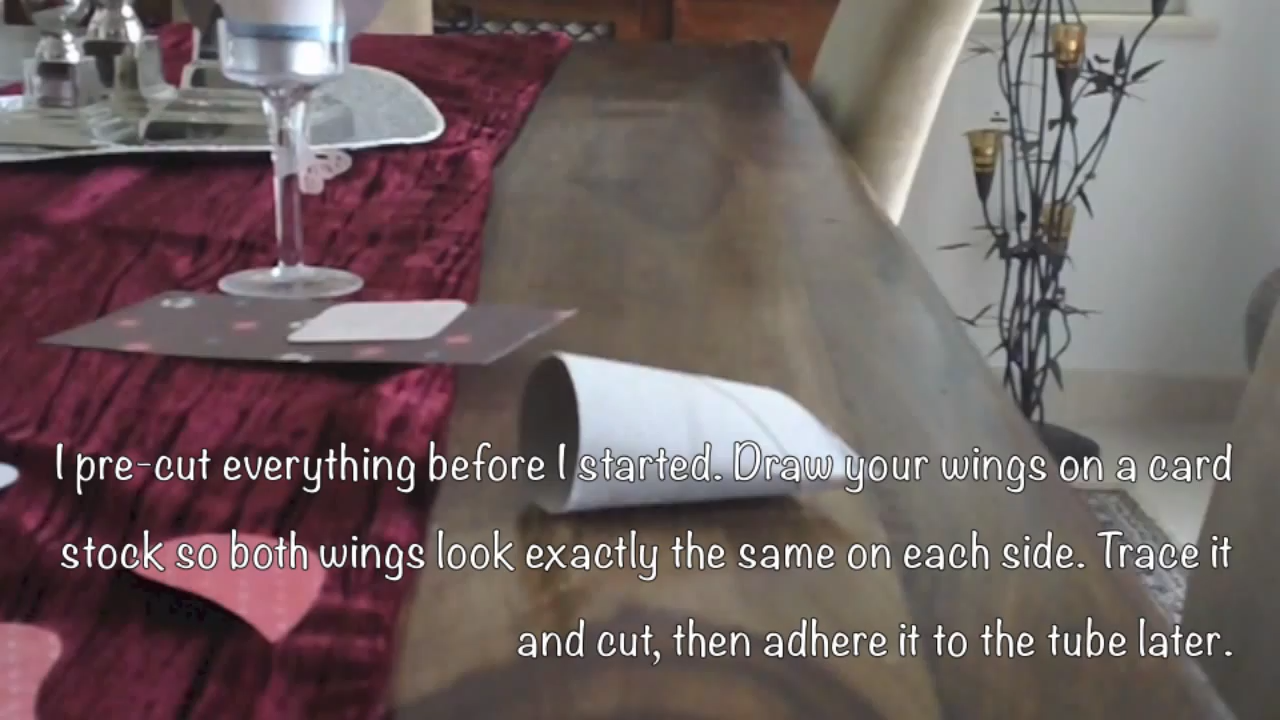 I pre-cut everything before I started. Draw your wings on a card
stock so both wings look exactly the same on each side. Trace it
and cut, then adhere it to the tube later.